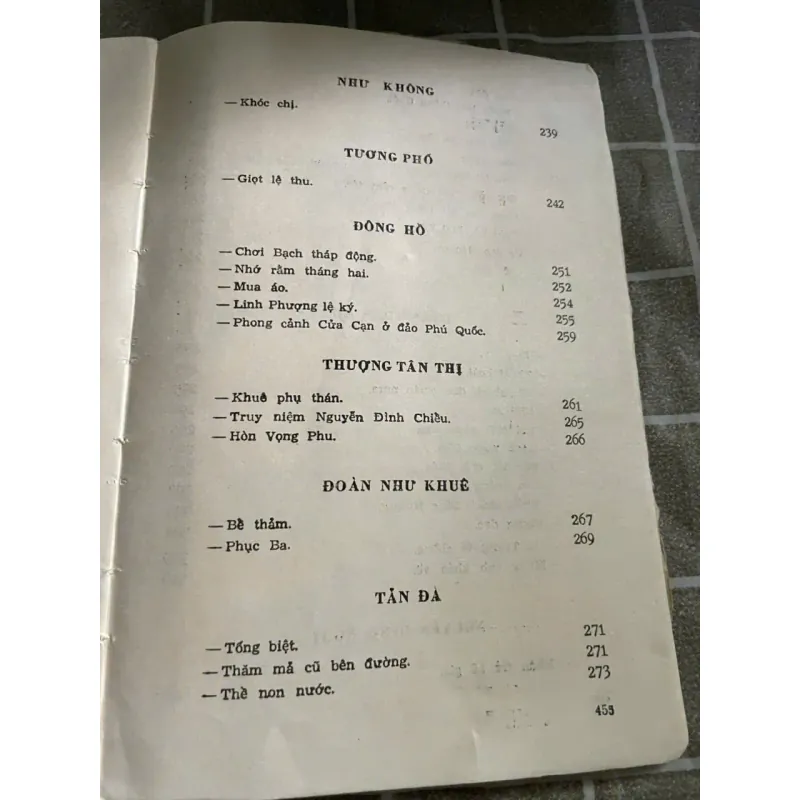 NHƯ KHÔNG
— Khóc chị. 239
TƯƠNG PHỐ
— Giọt lệ thu. 242
ĐÔNG HỒ
— Chơi Bạch tháp động. 251
— Nhớ rằm tháng hai. 252
— Mua áo. 254
— Linh Phượng lệ ký. 255
— Phong cảnh Cửa Cạn ở đảo Phú Quốc. 259
THƯỢNG TÂN THỊ
— Khuê phụ thán. 261
— Truy niệm Nguyễn Đình Chiểu. 265
— Hòn Vọng Phu. 266
ĐOÀN NHƯ KHUÊ
— Bể thảm. 267
— Phục Ba. 269
TẢN ĐÀ
— Tống biệt. 271
— Thăm mả cũ bên đường. 271
— Thề non nước. 273
455